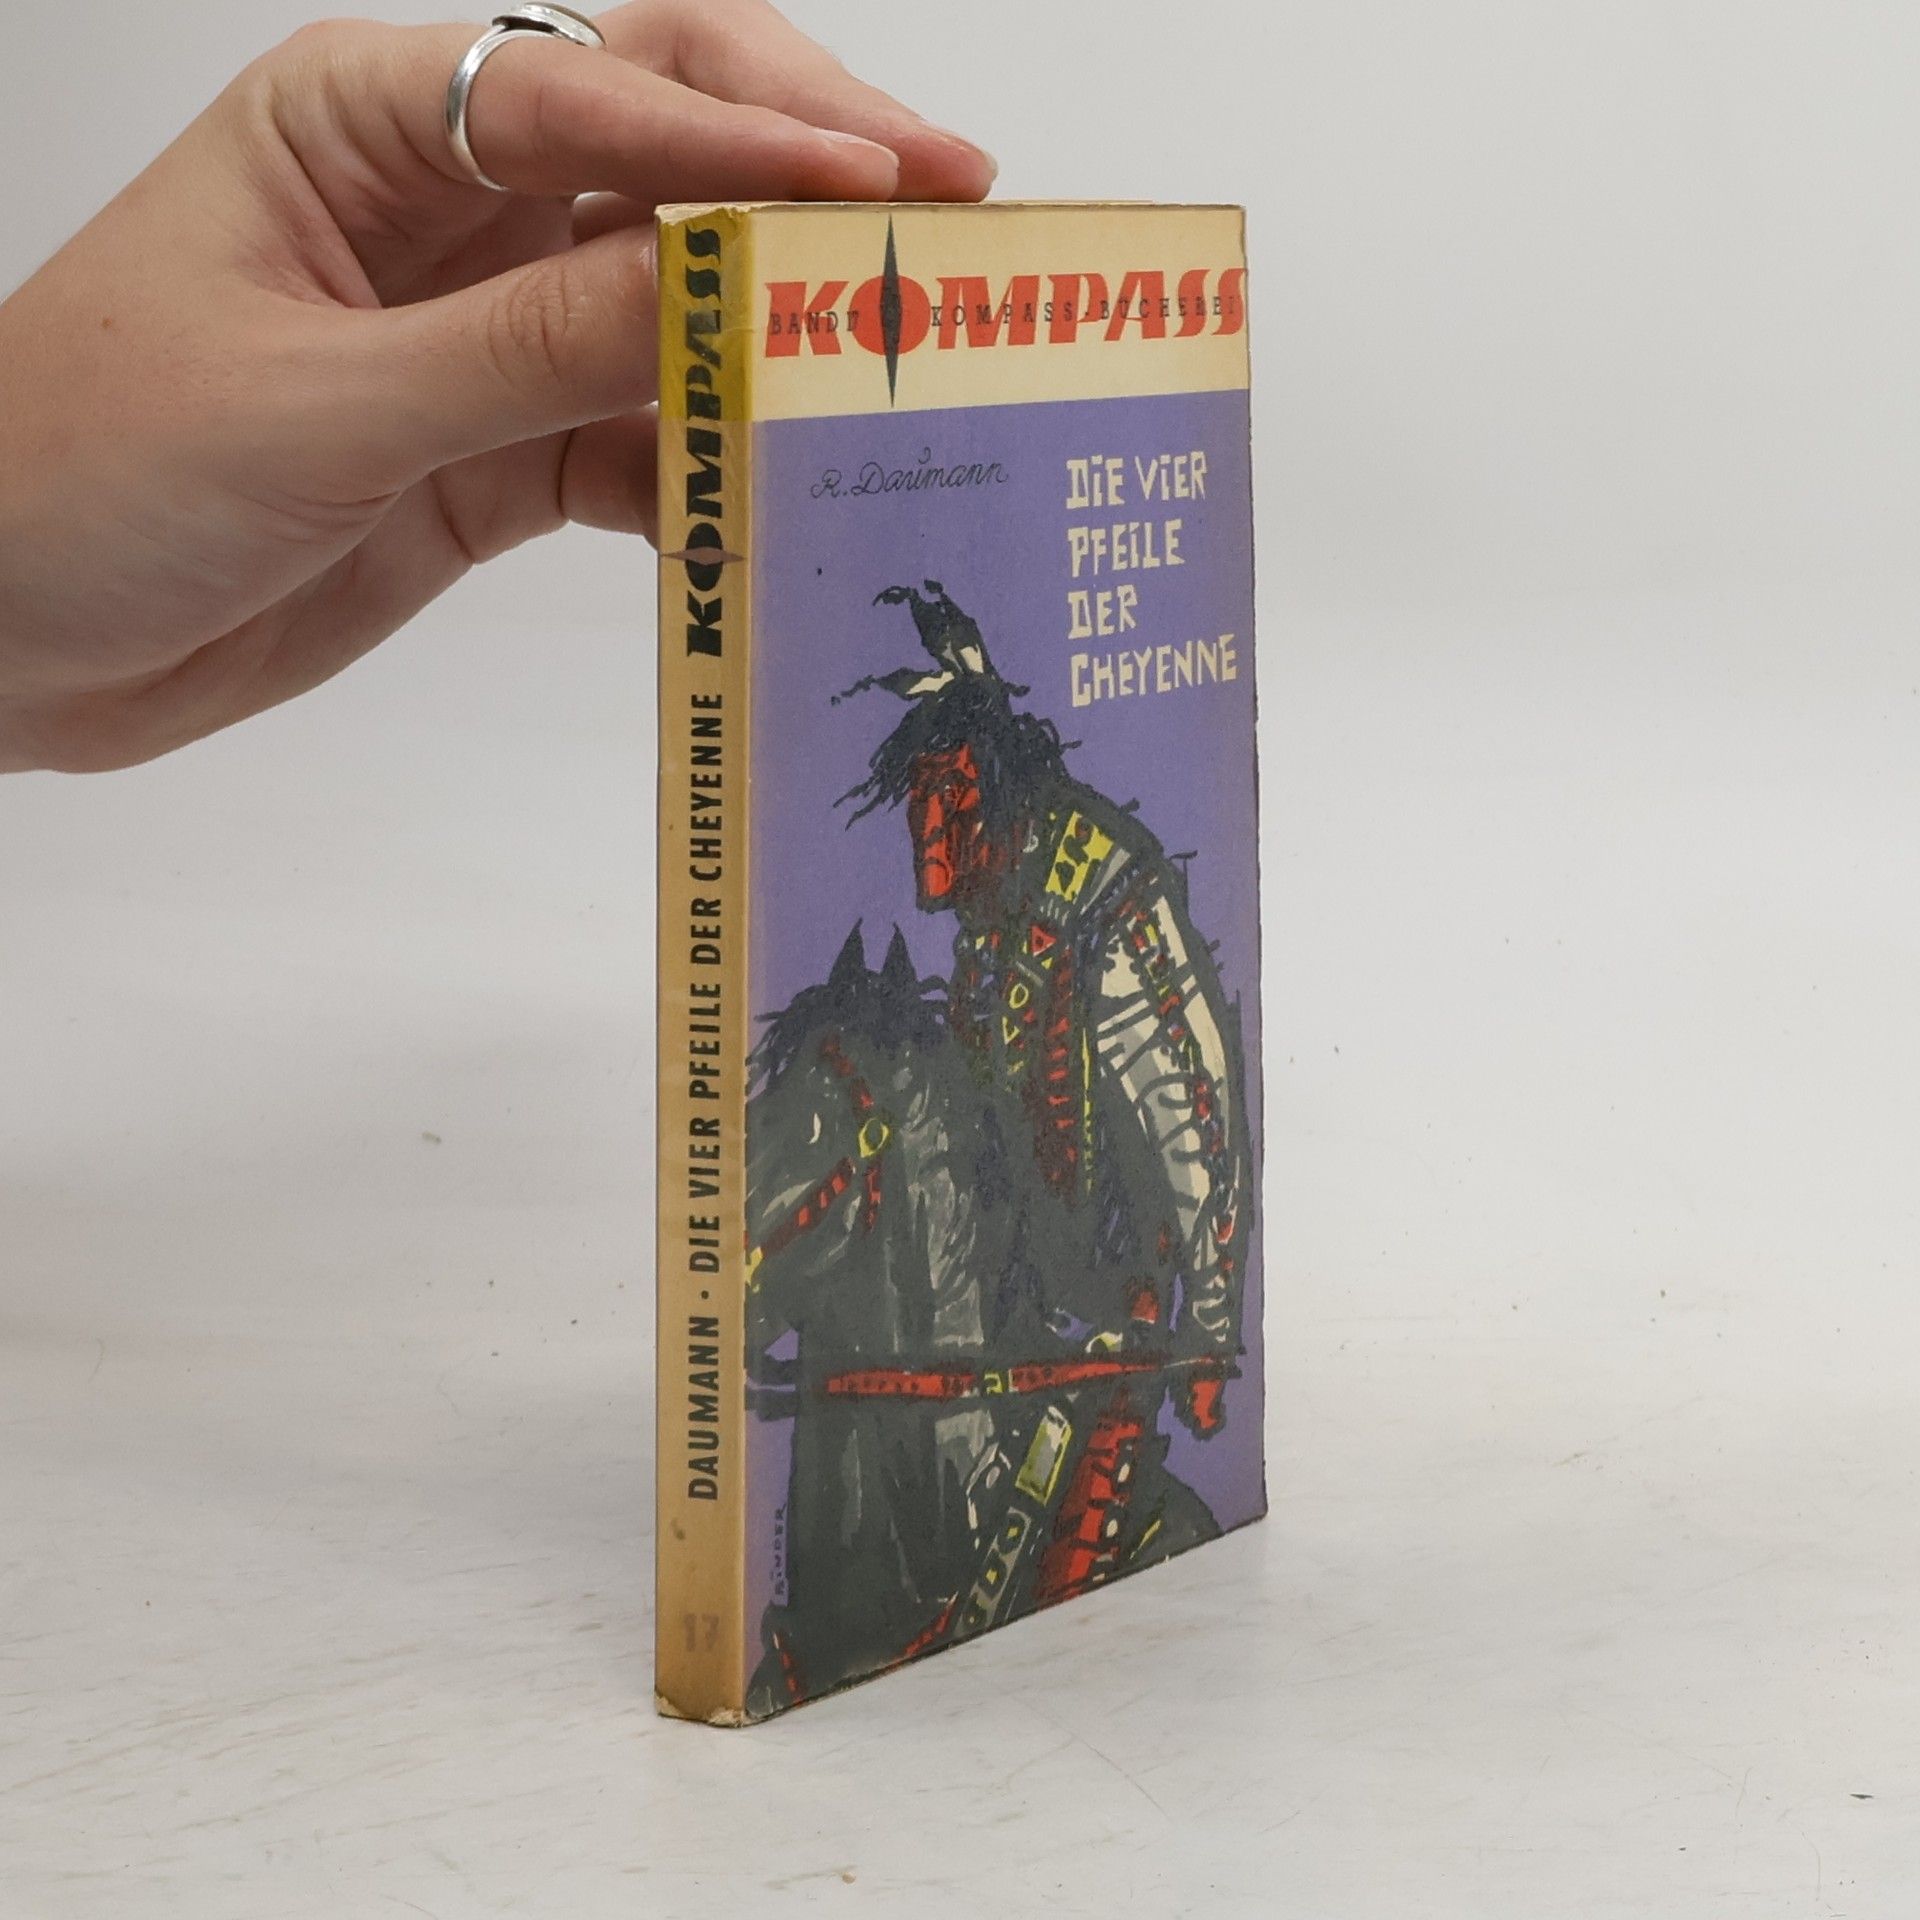 KOMPASS
BAND 17 KOMPASS-BÜCHEREI
R. Daumann
DiE ViER
PFEiLE
DER
CHEYENNE
BINDER
DAUMANN · DIE VIER PFEILE DER CHEYENNE KOMPASS
17